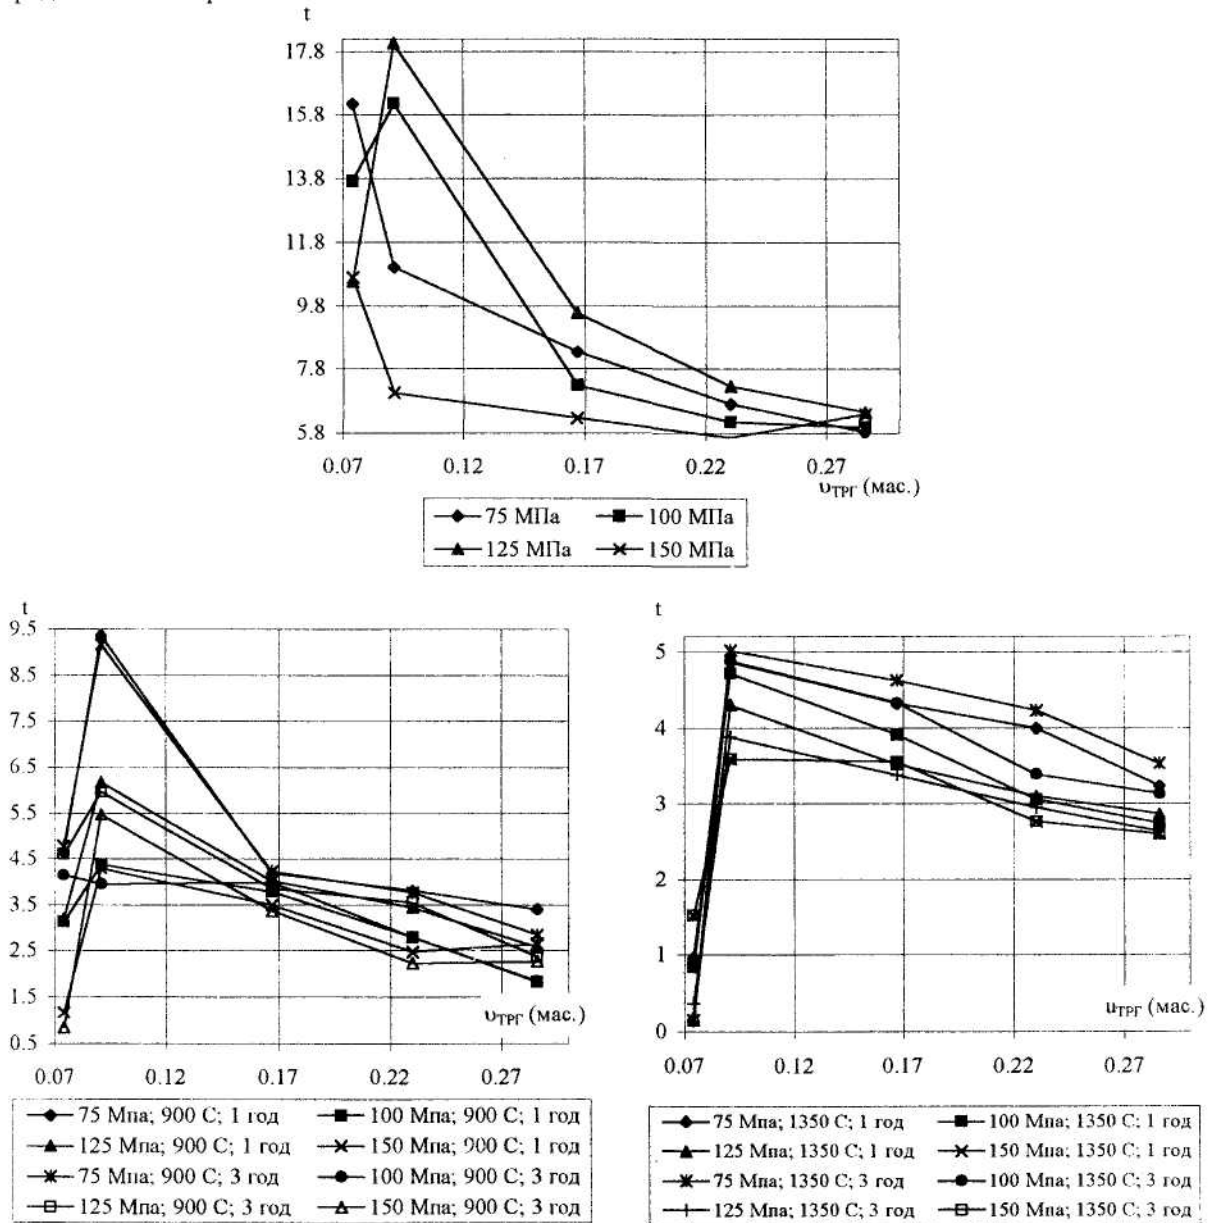 t
17.8
15.8
13.8
11.8
9.8
7.8
5.8
0.07 0.12 0.17 0.22 0.27
υТРГ (мас.)
75 МПа 100 МПа
125 МПа 150 МПа
t
9.5
8.5
7.5
6.5
5.5
4.5
3.5
2.5
1.5
0.5
υТРГ (мас.)
0.07 0.12 0.17 0.22 0.27
75 Мпа; 900 С; 1 год 100 Мпа; 900 С; 1 год
125 Мпа; 900 С; 1 год 150 Мпа; 900 С; 1 год
75 Мпа; 900 С; 3 год 100 Мпа; 900 С; 3 год
125 Мпа; 900 С; 3 год 150 Мпа; 900 С; 3 год
t
5
4
3
2
1
0
uТРГ (мас.)
0.07 0.12 0.17 0.22 0.27
75 Мпа; 1350 С; 1 год 100 Мпа; 1350 С; 1 год
125 Мпа; 1350 С; 1 год 150 Мпа; 1350 С; 1 год
75 Мпа; 1350 С; 3 год 100 Мпа; 1350 С; 3 год
125 Мпа; 1350 С; 3 год 150 Мпа; 1350 С; 3 год